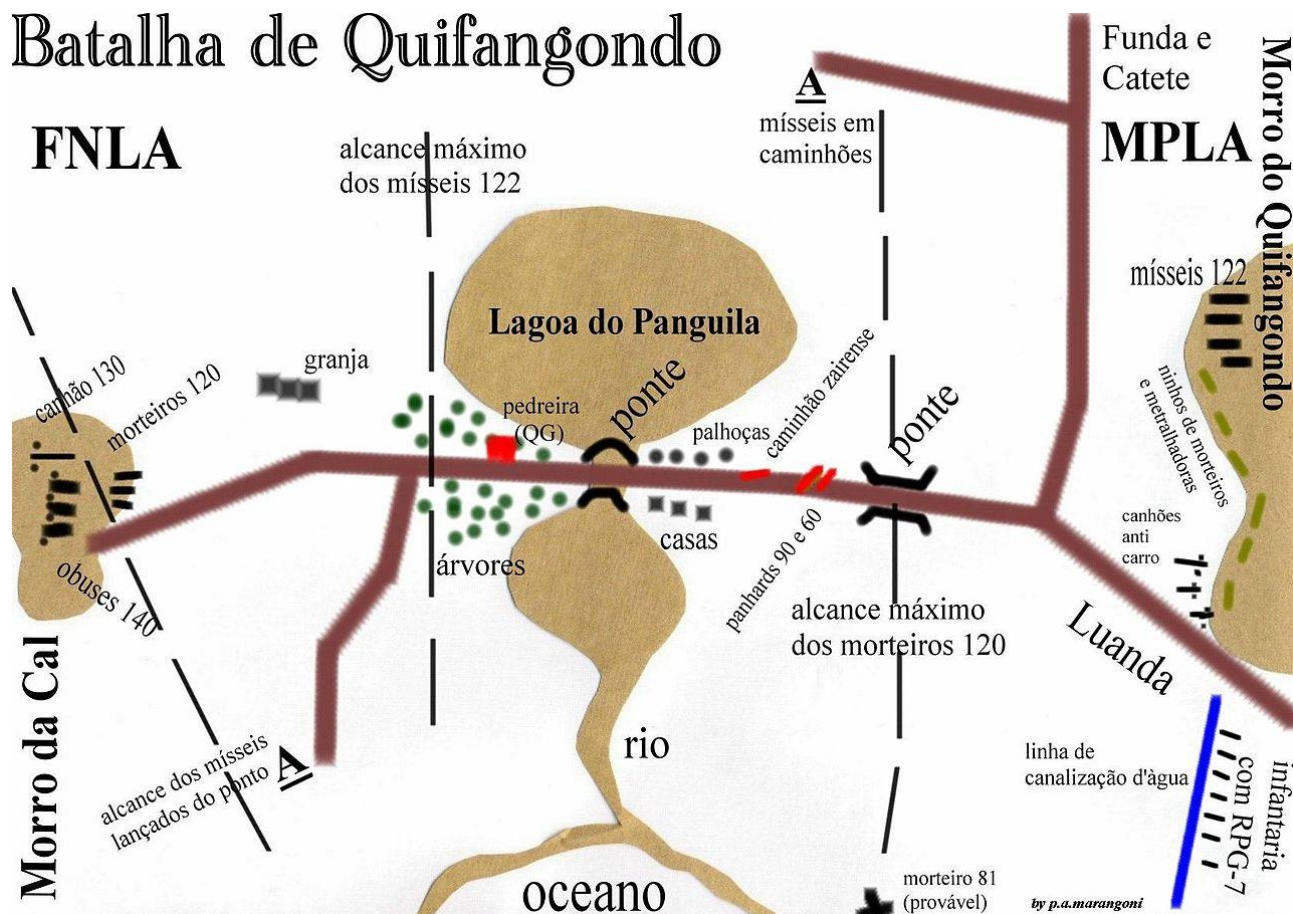 Batalha de Quifangondo
FNLA
alcance máximo
dos mísseis 122
A
mísseis em
caminhões
Funda e
Catete
MPLA
Morro do Quifangondo
mísseis 122
Lagoa do Panguila
granja
canhão 130
morteiros 120
pedreira
(QG)
ponte
palhoças
caminhão zairense
ponte
ninhos de morteiros
e metralhadoras
canhões
anti
carro
casas
árvores
panhards 90 e 60
obuses 140
alcance máximo
dos morteiros 120
Luanda
Morro da Cal
alcance dos mísseis
lançados do ponto A
rio
linha de
canalização d'àgua
infantaria
com RPG-7
oceano
morteiro 81
(provável)
by p.a.marangoni